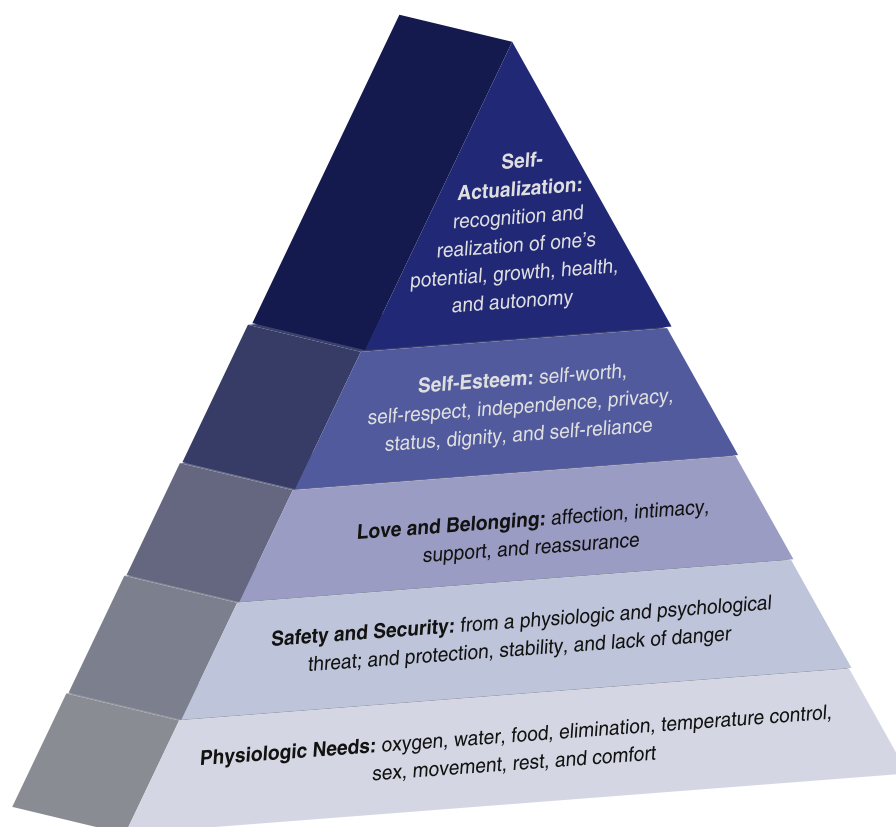 Self-
Actualization:
recognition and
realization of one's
potential, growth, health,
and autonomy
Self-Esteem: self-worth,
self-respect, independence, privacy,
status, dignity, and self-reliance
Love and Belonging: affection, intimacy,
support, and reassurance
Safety and Security: from a physiologic and psychological
threat; and protection, stability, and lack of danger
Physiologic Needs: oxygen, water, food, elimination, temperature control,
sex, movement, rest, and comfort